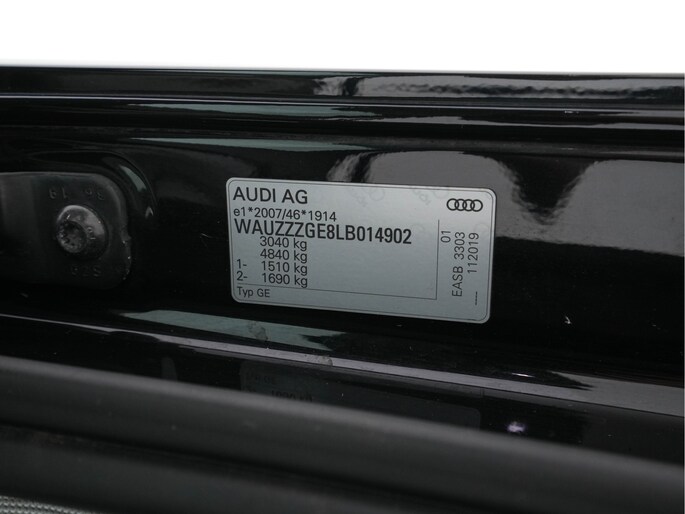 AUDI AG
e1*2007/46*1914
WAUZZZGE8LB014902
3040 kg
4840 kg
1- 1510 kg
2- 1690 kg
Typ GE
01
EASB 3303
__ 112019